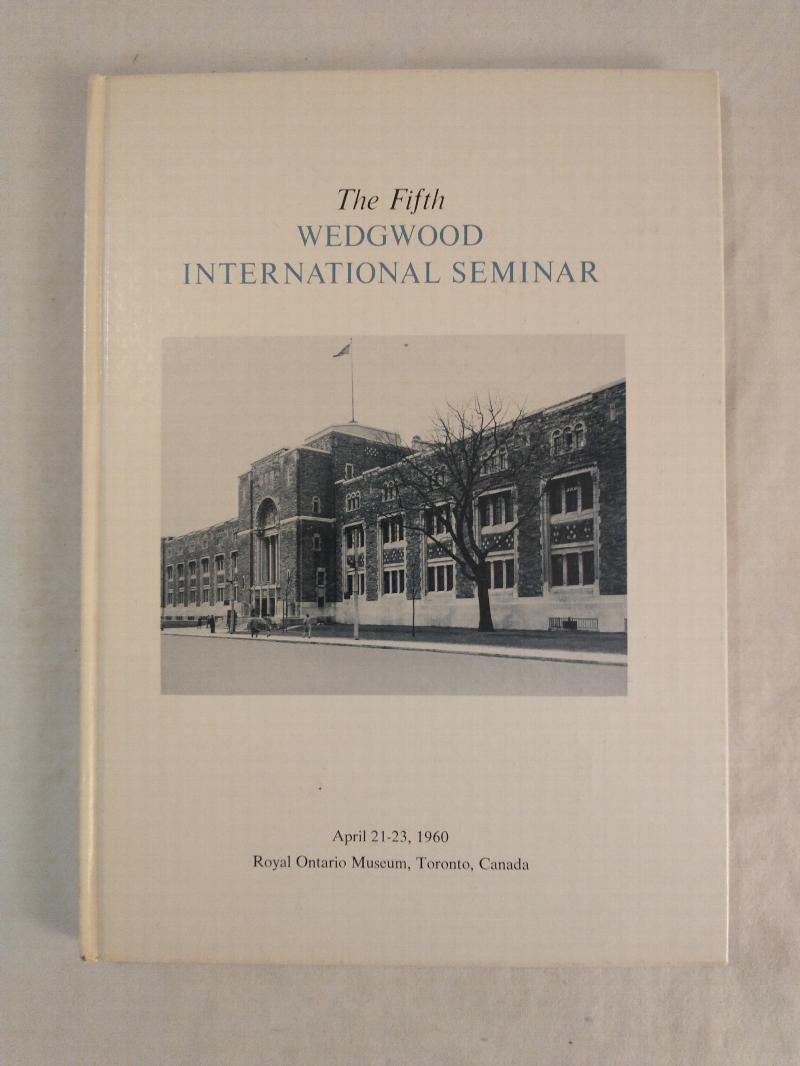 The Fifth
WEDGWOOD
INTERNATIONAL SEMINAR
April 21-23, 1960
Royal Ontario Museum, Toronto, Canada